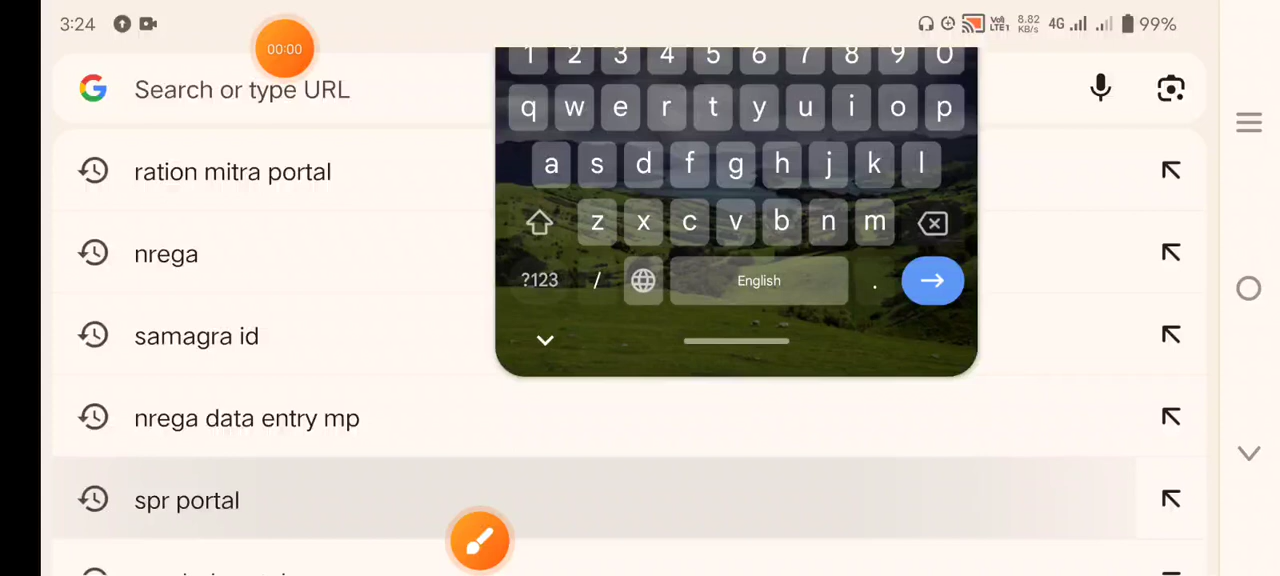 3:24 8.82 KB/s 4G 99%
00:00
Search or type URL
ration mitra portal
nrega
samagra id
nrega data entry mp
spr portal
1 2 3 4 5 6 7 8 9 0
q w e r t y u i o p
a s d f g h j k l
z x c v b n m
?123 / English .